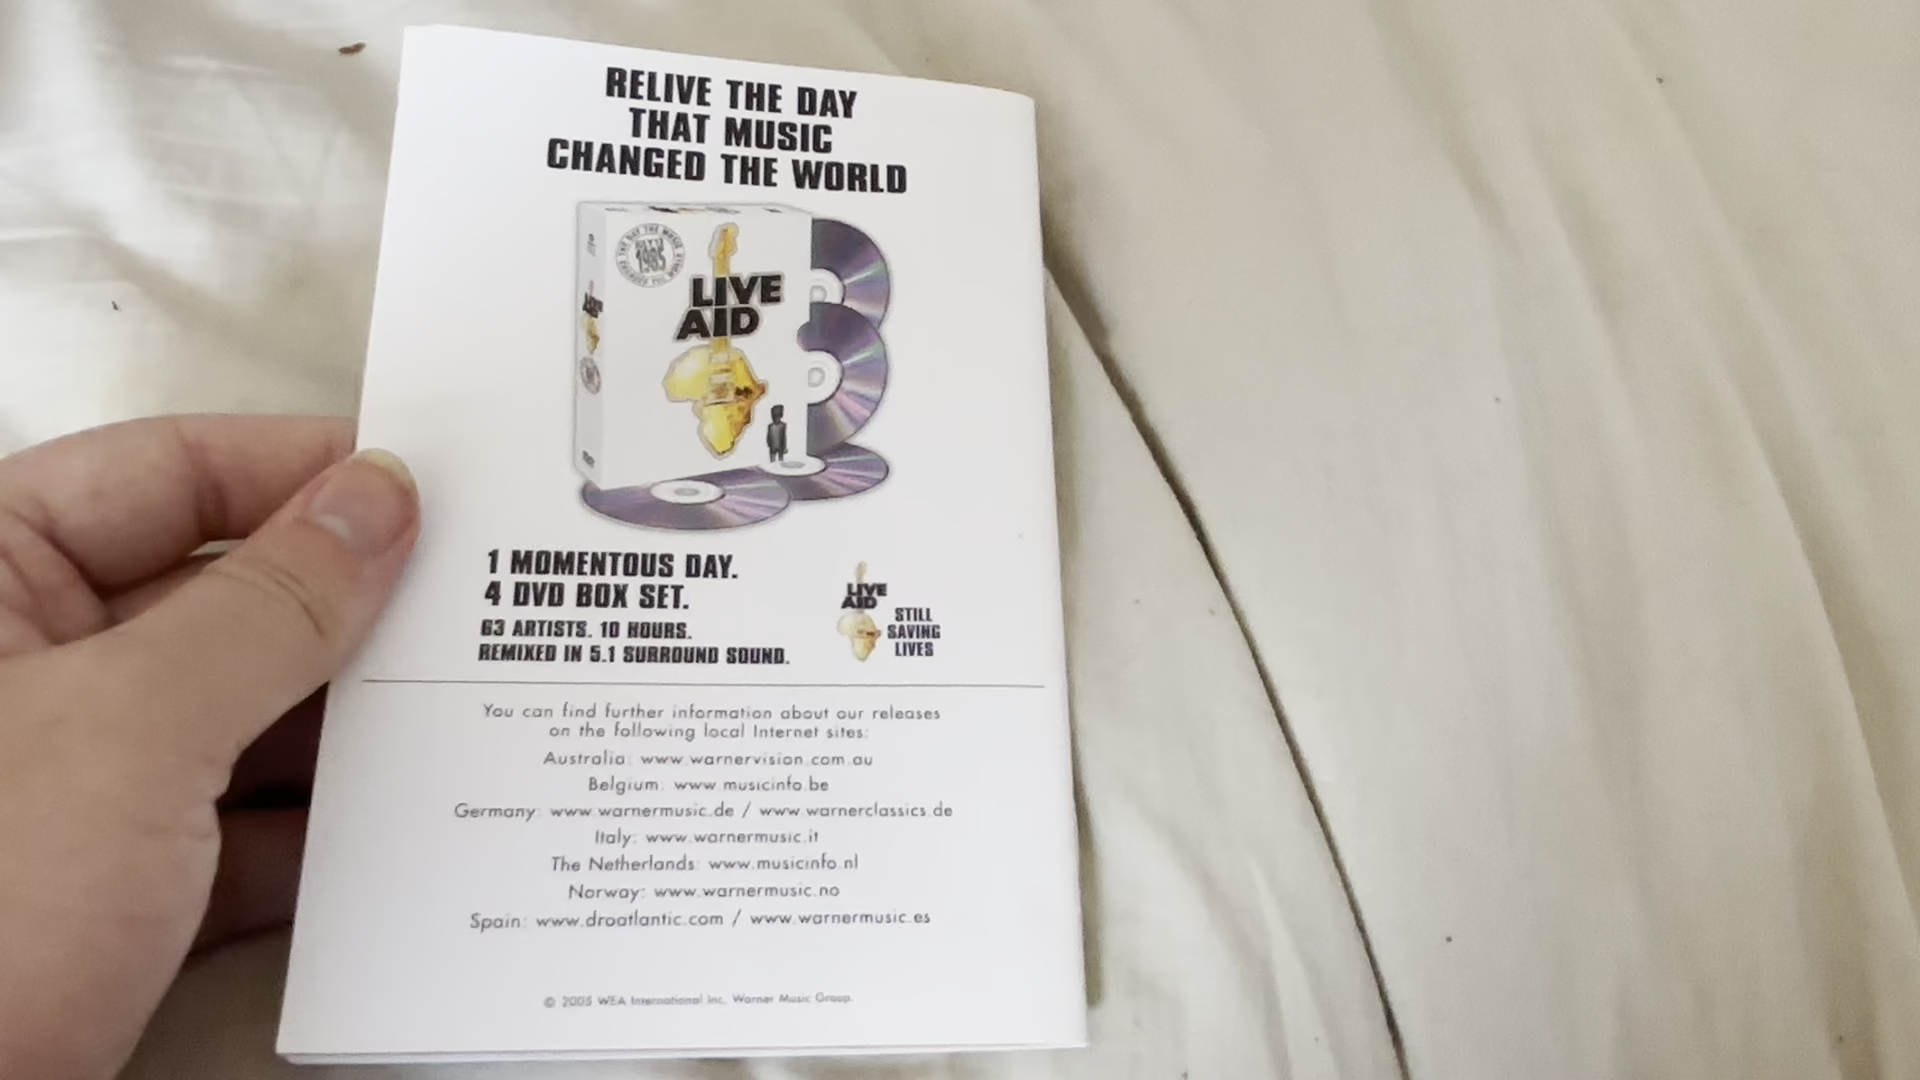 RELIVE THE DAY
THAT MUSIC
CHANGED THE WORLD
JULY 13
1985
LIVE
AID
1 MOMENTOUS DAY.
4 DVD BOX SET.
63 ARTISTS. 10 HOURS.
REMIXED IN 5.1 SURROUND SOUND.
LIVE
AID
STILL
SAVING
LIVES
You can find further information about our releases
on the following local Internet sites:
Australia: www.warnervision.com.au
Belgium: www.musicinfo.be
Germany: www.warnermusic.de / www.warnerclassics.de
Italy: www.warnermusic.it
The Netherlands: www.musicinfo.nl
Norway: www.warnermusic.no
Spain: www.droatlantic.com / www.warnermusic.es
© 2005 WEA International Inc, Warner Music Group.